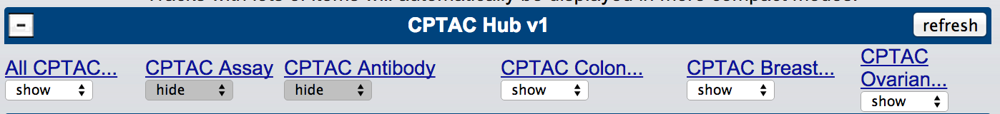 Tracks with lots of items will automatically be displayed in more compact modes.
- CPTAC Hub v1 refresh
All CPTAC... CPTAC Assay CPTAC Antibody CPTAC Colon... CPTAC Breast... CPTAC
Ovarian...
show hide hide show show show